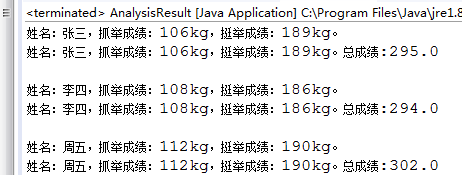 <terminated> AnalysisResult [Java Application] C:\Program Files\Java\jre1.8
姓名：张三，抓举成绩：106kg，挺举成绩：189kg。
姓名：张三，抓举成绩：106kg，挺举成绩：189kg。总成绩:295.0
姓名：李四，抓举成绩：108kg，挺举成绩：186kg。
姓名：李四，抓举成绩：108kg，挺举成绩：186kg。总成绩:294.0
姓名：周五，抓举成绩：112kg，挺举成绩：190kg。
姓名：周五，抓举成绩：112kg，挺举成绩：190kg。总成绩:302.0